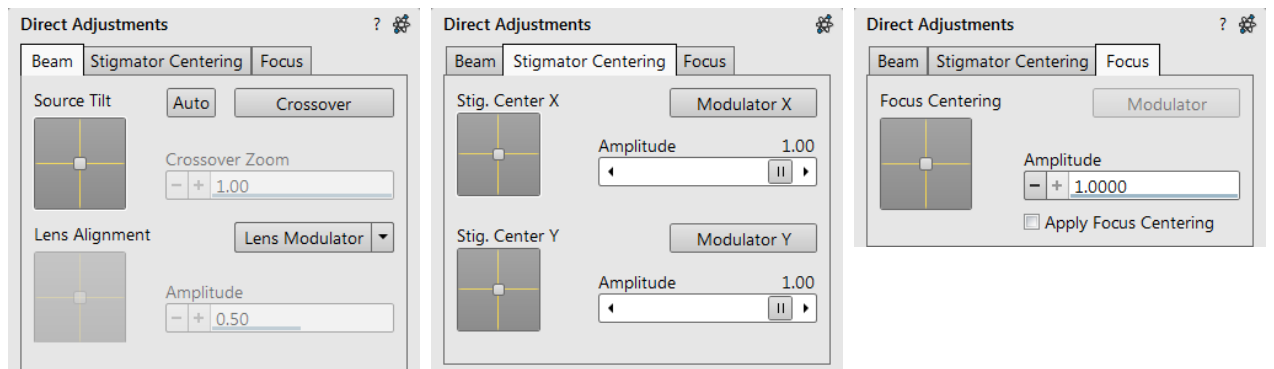 Direct Adjustments ?
Beam Stigmator Centering Focus
Source Tilt Auto Crossover
Crossover Zoom
- + 1.00
Lens Alignment Lens Modulator
Amplitude
- + 0.50
Direct Adjustments
Beam Stigmator Centering Focus
Stig. Center X Modulator X
Amplitude 1.00
Stig. Center Y Modulator Y
Amplitude 1.00
Direct Adjustments ?
Beam Stigmator Centering Focus
Focus Centering Modulator
Amplitude
- + 1.0000
Apply Focus Centering